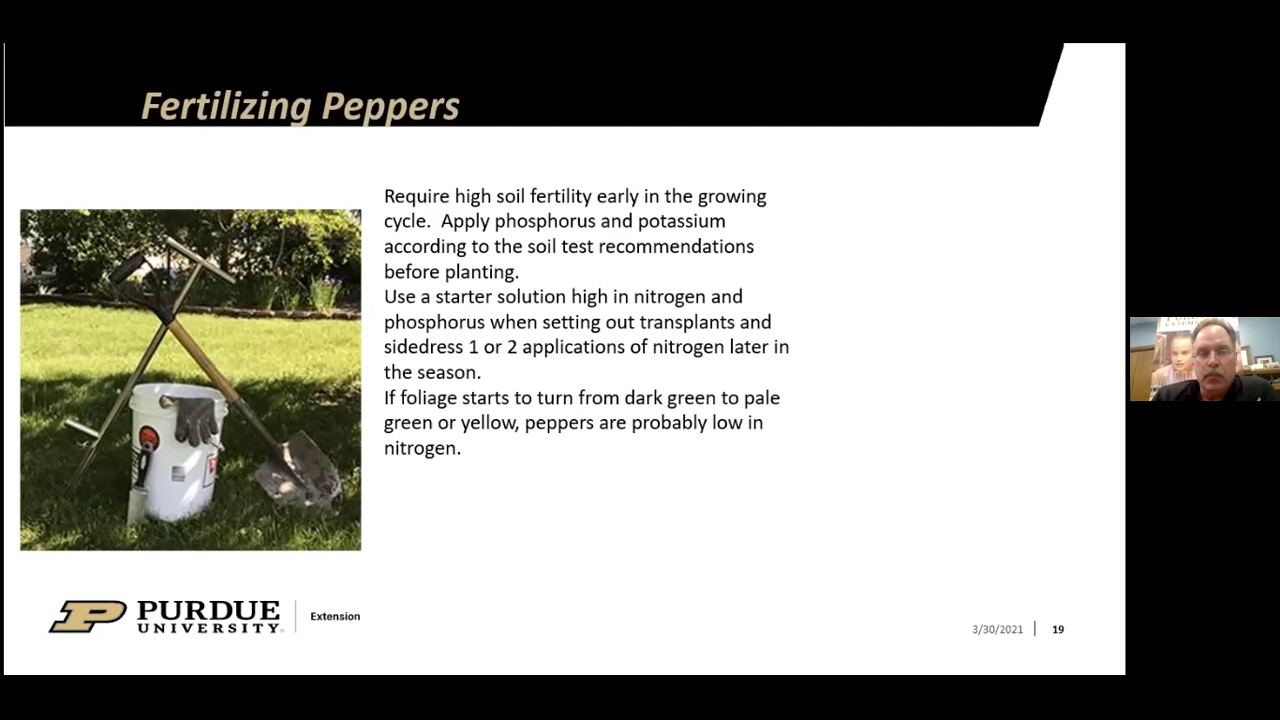 Fertilizing Peppers
Require high soil fertility early in the growing
cycle.  Apply phosphorus and potassium
according to the soil test recommendations
before planting.
Use a starter solution high in nitrogen and
phosphorus when setting out transplants and
sidedress 1 or 2 applications of nitrogen later in
the season.
If foliage starts to turn from dark green to pale
green or yellow, peppers are probably low in
nitrogen.
PURDUE
UNIVERSITY
Extension
3/30/2021
19